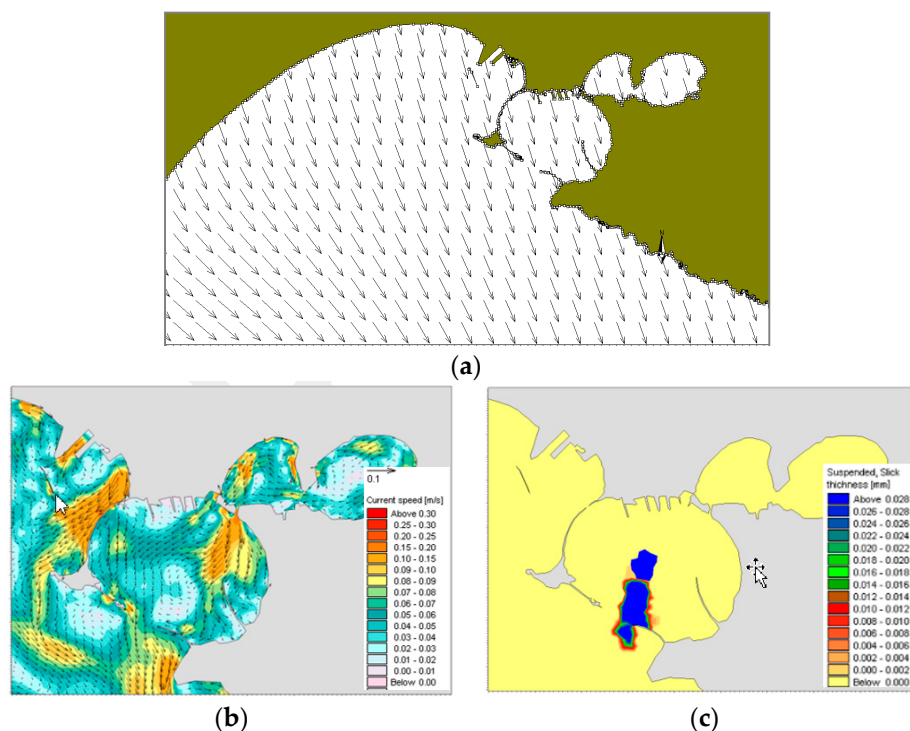 N
(a)
0.1
Current speed [m/s]
Above 0.30
0.25 - 0.30
0.20 - 0.25
0.15 - 0.20
0.10 - 0.15
0.09 - 0.10
0.08 - 0.09
0.07 - 0.08
0.06 - 0.07
0.05 - 0.06
0.04 - 0.05
0.03 - 0.04
0.02 - 0.03
0.01 - 0.02
0.00 - 0.01
Below 0.00
(b)
Suspended, Slick
thickness [mm]
Above 0.028
0.026 - 0.028
0.024 - 0.026
0.022 - 0.024
0.020 - 0.022
0.018 - 0.020
0.016 - 0.018
0.014 - 0.016
0.012 - 0.014
0.010 - 0.012
0.008 - 0.010
0.006 - 0.008
0.004 - 0.006
0.002 - 0.004
0.000 - 0.002
Below 0.000
(c)